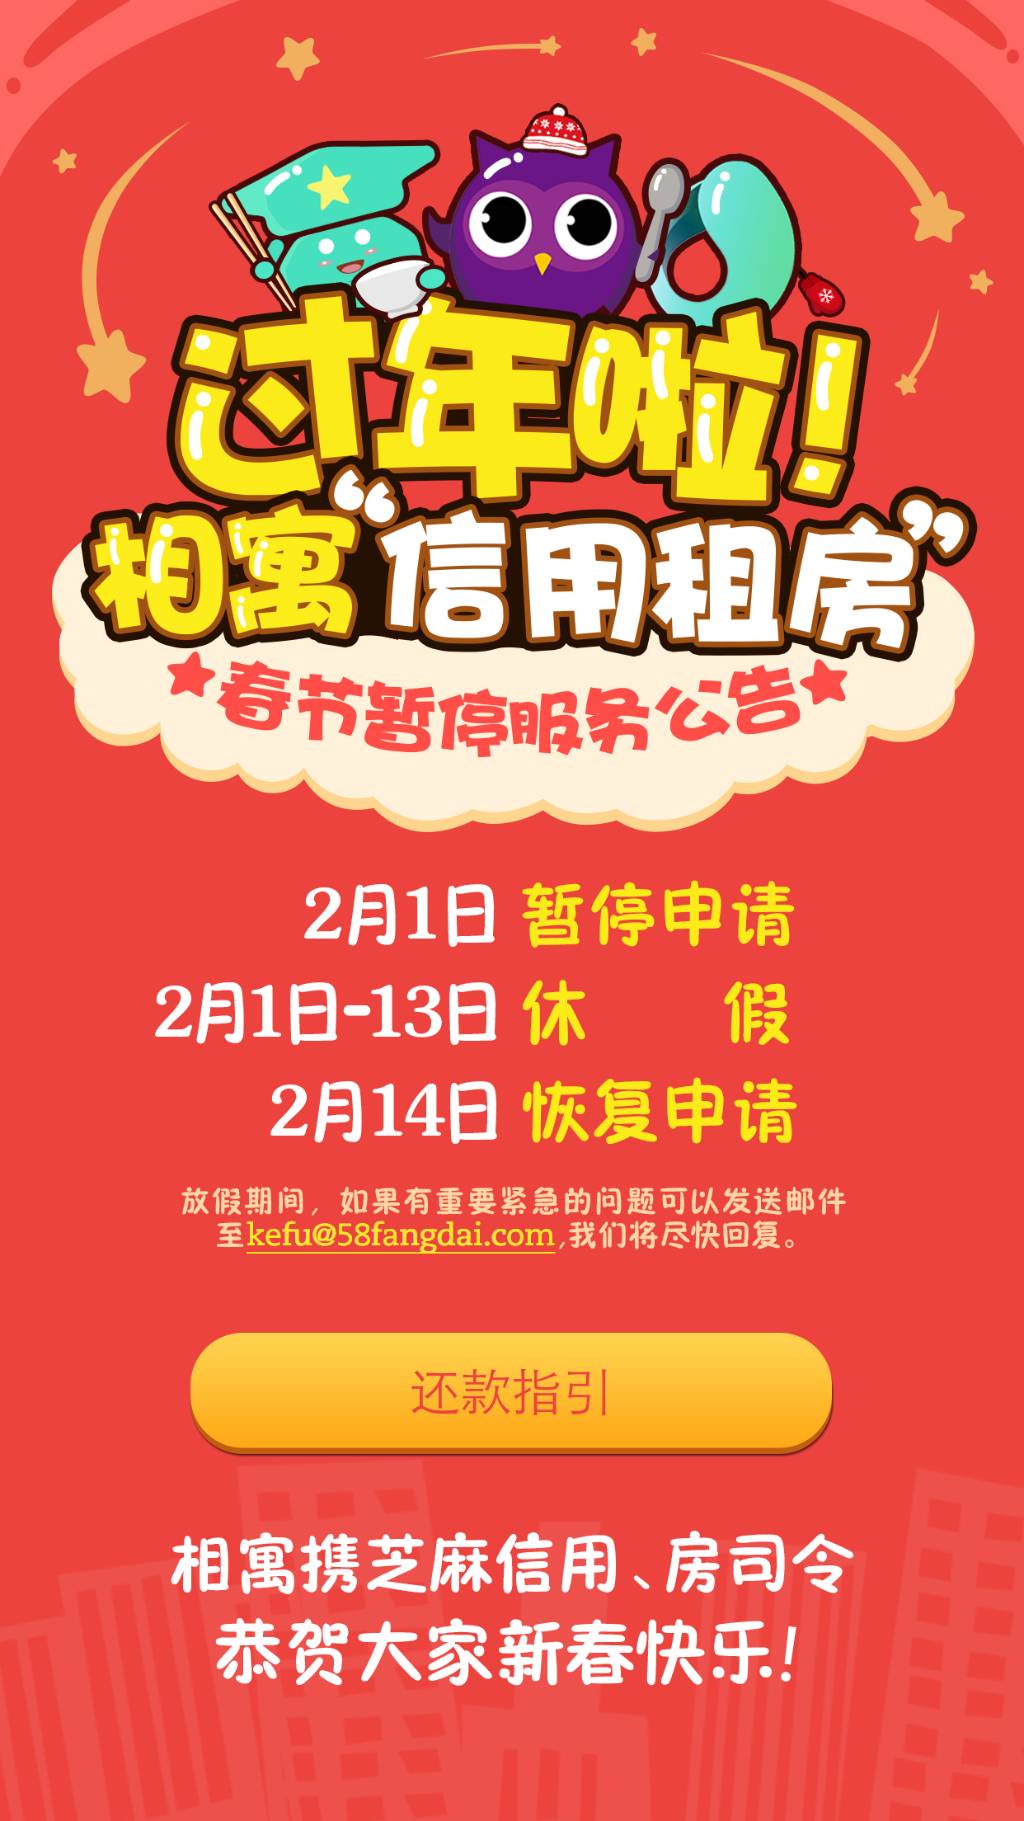 过年啦!
相寓“信用租房”
春节暂停服务公告
2月1日 暂停申请
2月1日-13日 休 假
2月14日 恢复申请
放假期间，如果有重要紧急的问题可以发送邮件
至kefu@58fangdai.com,我们将尽快回复。
还款指引
相寓携芝麻信用、房司令
恭贺大家新春快乐!